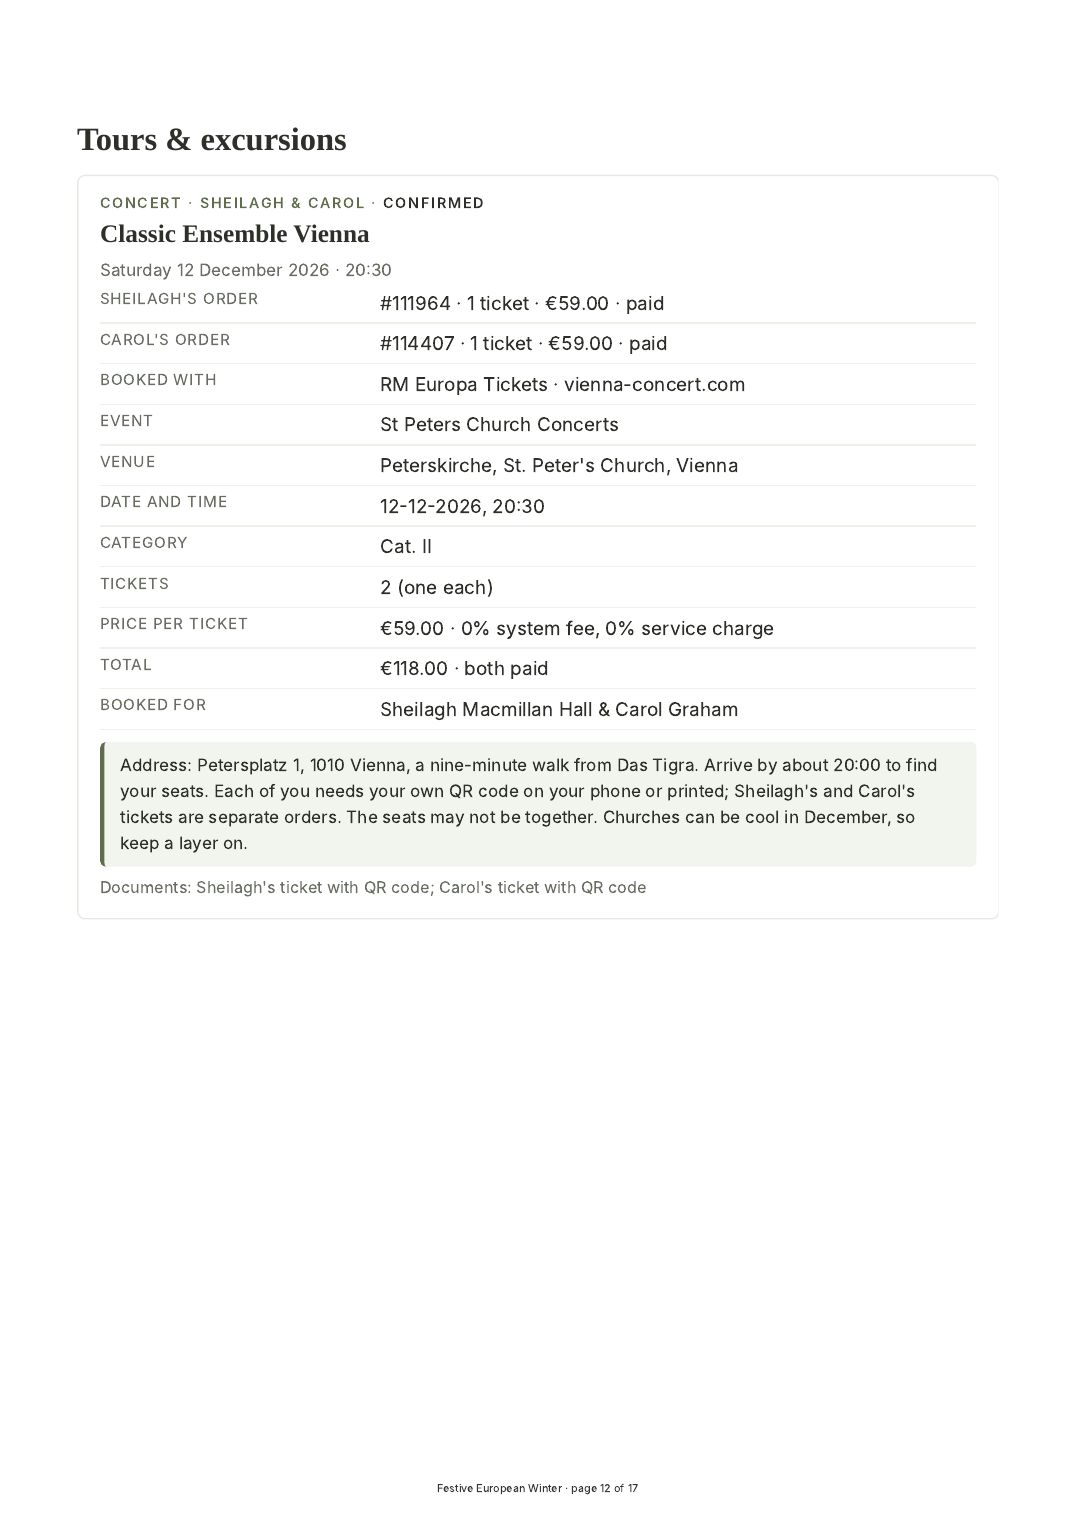 Tours & excursions
CONCERT · SHEILAGH & CAROL · CONFIRMED
Classic Ensemble Vienna
Saturday 12 December 2026 · 20:30
SHEILAGH'S ORDER #111964 · 1 ticket · €59.00 · paid
CAROL'S ORDER #114407 · 1 ticket · €59.00 · paid
BOOKED WITH RM Europa Tickets · vienna-concert.com
EVENT St Peters Church Concerts
VENUE Peterskirche, St. Peter's Church, Vienna
DATE AND TIME 12-12-2026, 20:30
CATEGORY Cat. II
TICKETS 2 (one each)
PRICE PER TICKET €59.00 · 0% system fee, 0% service charge
TOTAL €118.00 · both paid
BOOKED FOR Sheilagh Macmillan Hall & Carol Graham
Address: Petersplatz 1, 1010 Vienna, a nine-minute walk from Das Tigra. Arrive by about 20:00 to find
your seats. Each of you needs your own QR code on your phone or printed; Sheilagh's and Carol's
tickets are separate orders. The seats may not be together. Churches can be cool in December, so
keep a layer on.
Documents: Sheilagh's ticket with QR code; Carol's ticket with QR code
Festive European Winter · page 12 of 17